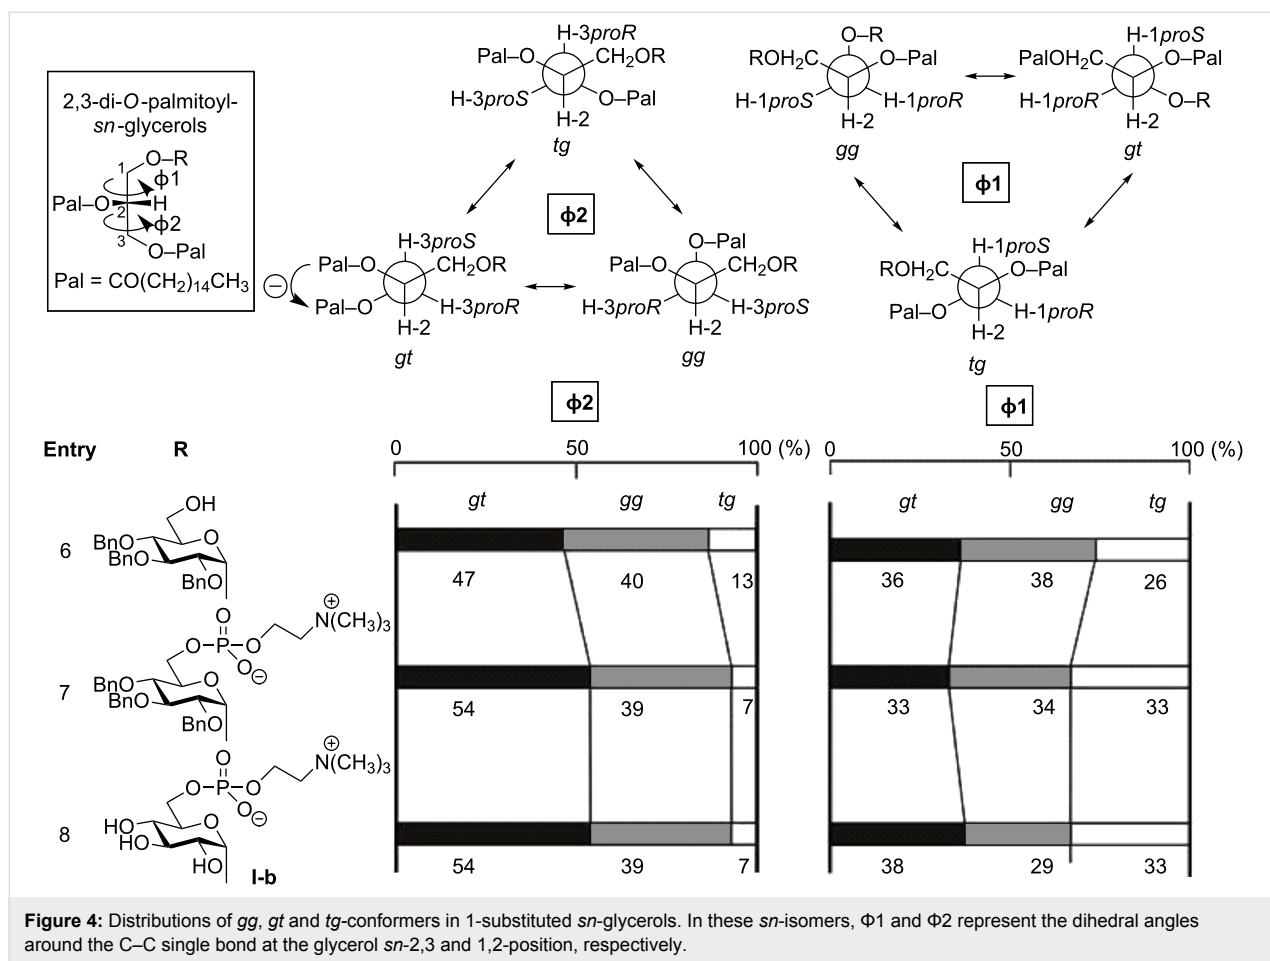 2,3-di-O-palmitoyl-
sn-glycerols
1
O–R
ϕ1
Pal–O
2
H
ϕ2
3
O–Pal
Pal = CO(CH2)14CH3
H-3proR
Pal–O
CH2OR
H-3proS
O–Pal
H-2
tg
ϕ2
H-3proS
Pal–O
CH2OR
−
Pal–O
H-3proR
H-2
gt
O–Pal
Pal–O
CH2OR
H-3proR
H-3proS
H-2
gg
O–R
ROH2C
O–Pal
H-1proS
H-1proR
H-2
gg
H-1proS
PalOH2C
O–Pal
H-1proR
O–R
H-2
gt
ϕ1
H-1proS
ROH2C
O–Pal
Pal–O
H-1proR
H-2
tg
ϕ2
ϕ1
Entry R
0 50 100 (%)
0 50 100 (%)
gt gg tg
gt gg tg
6
OH
BnO
O
BnO
BnO
47 40 13
36 38 26
O
O–P–O
O−
N(CH3)3
+
7
BnO
O
BnO
BnO
54 39 7
33 34 33
O
O–P–O
O−
N(CH3)3
+
8
HO
O
HO
HO
I-b
54 39 7
38 29 33
Figure 4: Distributions of gg, gt and tg-conformers in 1-substituted sn-glycerols. In these sn-isomers, Φ1 and Φ2 represent the dihedral angles
around the C–C single bond at the glycerol sn-2,3 and 1,2-position, respectively.